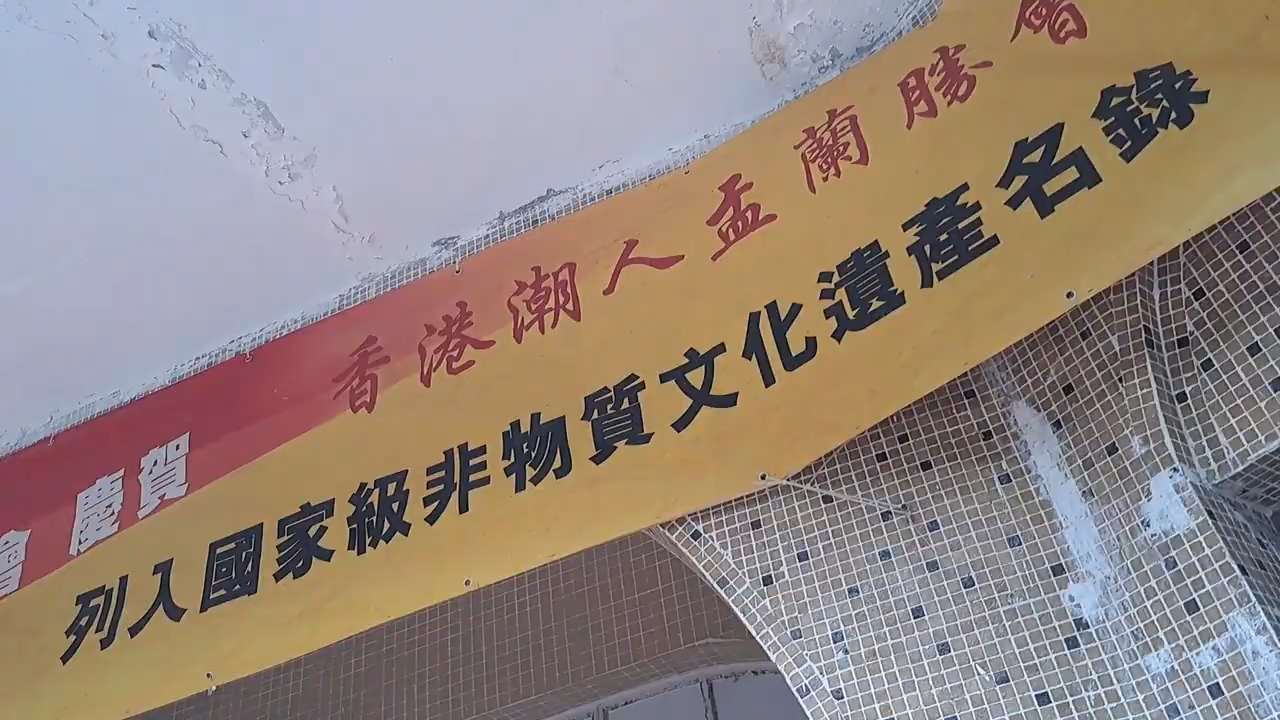 慶賀
香港潮人盂蘭勝會
列入國家級非物質文化遺產名錄